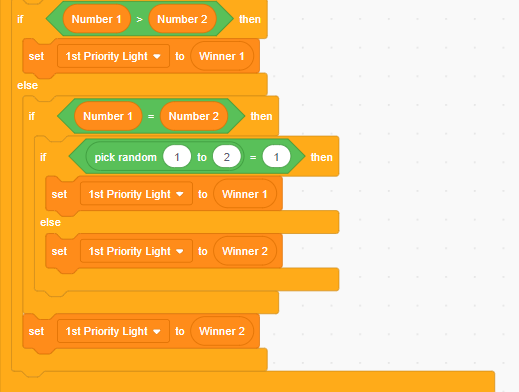 if Number 1 > Number 2 then
set 1st Priority Light to Winner 1
else
if Number 1 = Number 2 then
if pick random 1 to 2 = 1 then
set 1st Priority Light to Winner 1
else
set 1st Priority Light to Winner 2
set 1st Priority Light to Winner 2